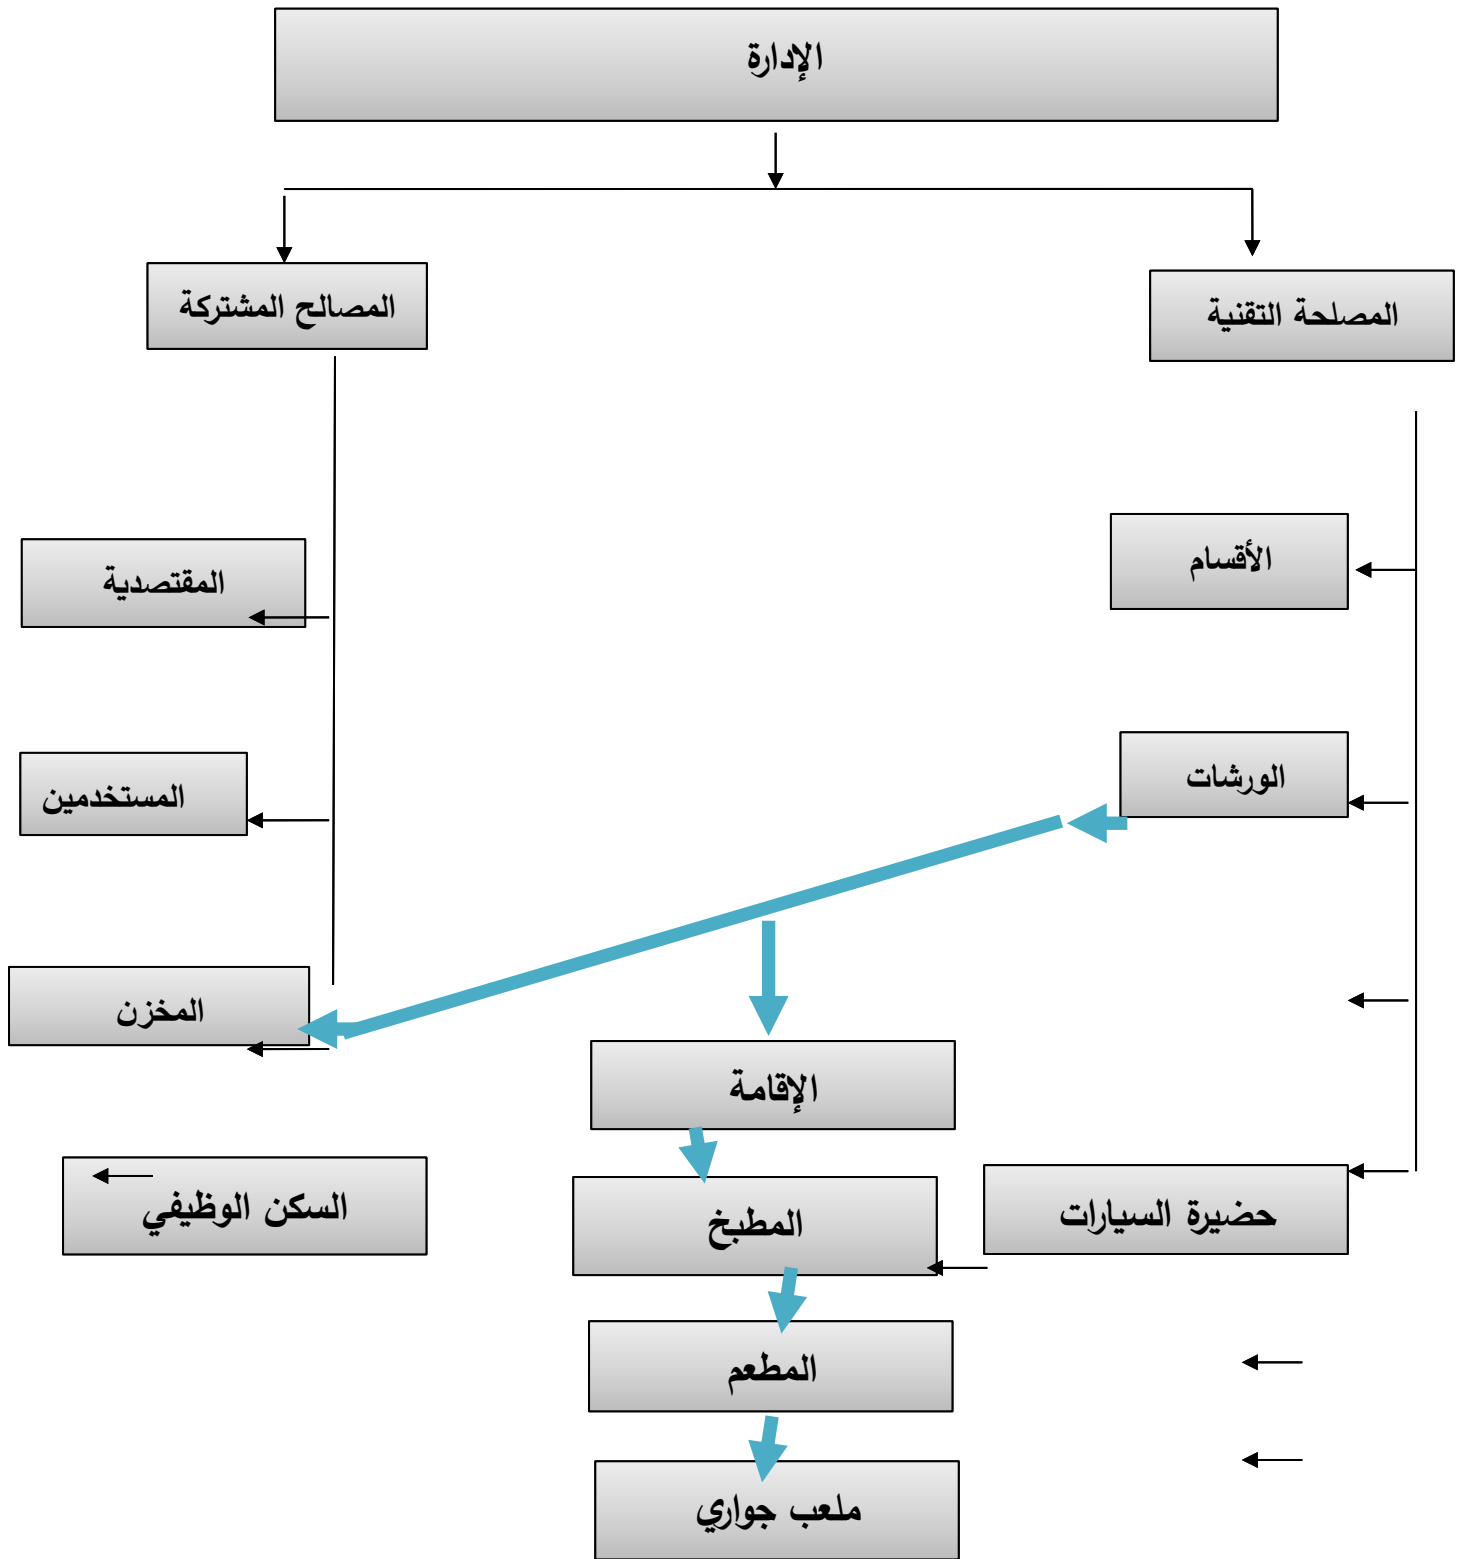 الإدارة
المصلحة التقنية
المصالح المشتركة
الأقسام
المقتصدية
الورشات
المستخدمين
المخزن
الإقامة
حضيرة السيارات
المطبخ
السكن الوظيفي
المطعم
ملعب جواري